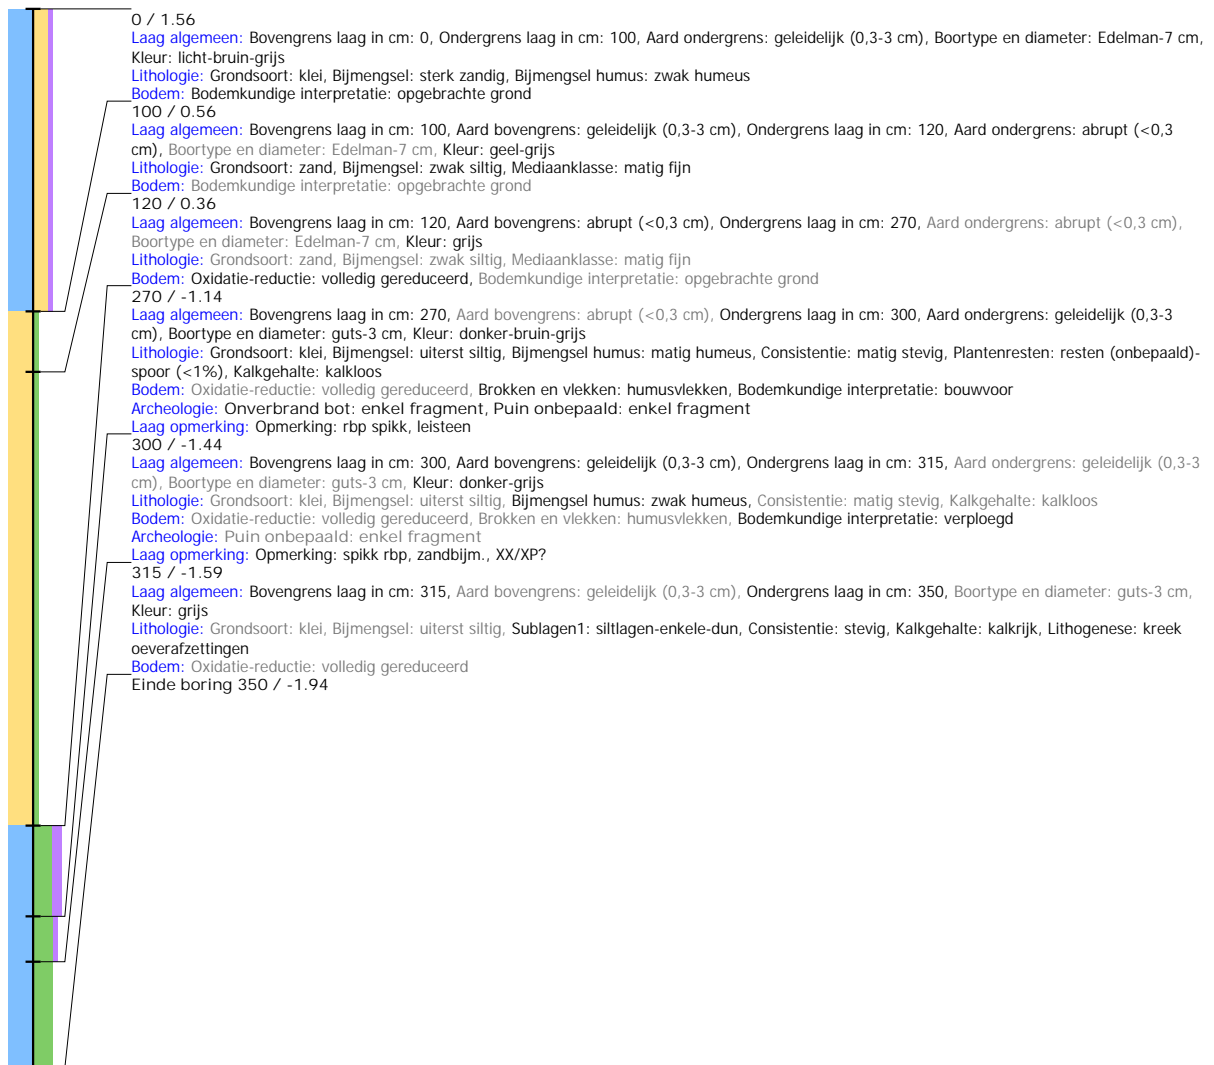 0 / 1.56
Laag algemeen: Bovengrens laag in cm: 0, Ondergrens laag in cm: 100, Aard ondergrens: geleidelijk (0,3-3 cm), Boortype en diameter: Edelman-7 cm,
Kleur: licht-bruin-grijs
Lithologie: Grondsoort: klei, Bijmengsel: sterk zandig, Bijmengsel humus: zwak humeus
Bodem: Bodemkundige interpretatie: opgebrachte grond
100 / 0.56
Laag algemeen: Bovengrens laag in cm: 100, Aard bovengrens: geleidelijk (0,3-3 cm), Ondergrens laag in cm: 120, Aard ondergrens: abrupt (<0,3
cm), Boortype en diameter: Edelman-7 cm, Kleur: geel-grijs
Lithologie: Grondsoort: zand, Bijmengsel: zwak siltig, Mediaanklasse: matig fijn
Bodem: Bodemkundige interpretatie: opgebrachte grond
120 / 0.36
Laag algemeen: Bovengrens laag in cm: 120, Aard bovengrens: abrupt (<0,3 cm), Ondergrens laag in cm: 270, Aard ondergrens: abrupt (<0,3 cm),
Boortype en diameter: Edelman-7 cm, Kleur: grijs
Lithologie: Grondsoort: zand, Bijmengsel: zwak siltig, Mediaanklasse: matig fijn
Bodem: Oxidatie-reductie: volledig gereduceerd, Bodemkundige interpretatie: opgebrachte grond
270 / -1.14
Laag algemeen: Bovengrens laag in cm: 270, Aard bovengrens: abrupt (<0,3 cm), Ondergrens laag in cm: 300, Aard ondergrens: geleidelijk (0,3-3
cm), Boortype en diameter: guts-3 cm, Kleur: donker-bruin-grijs
Lithologie: Grondsoort: klei, Bijmengsel: uiterst siltig, Bijmengsel humus: matig humeus, Consistentie: matig stevig, Plantenresten: resten (onbepaald)-
spoor (<1%), Kalkgehalte: kalkloos
Bodem: Oxidatie-reductie: volledig gereduceerd, Brokken en vlekken: humusvlekken, Bodemkundige interpretatie: bouwvoor
Archeologie: Onverbrand bot: enkel fragment, Puin onbepaald: enkel fragment
Laag opmerking: Opmerking: rbp spikk, leisteen
300 / -1.44
Laag algemeen: Bovengrens laag in cm: 300, Aard bovengrens: geleidelijk (0,3-3 cm), Ondergrens laag in cm: 315, Aard ondergrens: geleidelijk (0,3-3
cm), Boortype en diameter: guts-3 cm, Kleur: donker-grijs
Lithologie: Grondsoort: klei, Bijmengsel: uiterst siltig, Bijmengsel humus: zwak humeus, Consistentie: matig stevig, Kalkgehalte: kalkloos
Bodem: Oxidatie-reductie: volledig gereduceerd, Brokken en vlekken: humusvlekken, Bodemkundige interpretatie: verploegd
Archeologie: Puin onbepaald: enkel fragment
Laag opmerking: Opmerking: spikk rbp, zandbijm., XX/XP?
315 / -1.59
Laag algemeen: Bovengrens laag in cm: 315, Aard bovengrens: geleidelijk (0,3-3 cm), Ondergrens laag in cm: 350, Boortype en diameter: guts-3 cm,
Kleur: grijs
Lithologie: Grondsoort: klei, Bijmengsel: uiterst siltig, Sublagen1: siltlagen-enkele-dun, Consistentie: stevig, Kalkgehalte: kalkrijk, Lithogenese: kreek
oeverafzettingen
Bodem: Oxidatie-reductie: volledig gereduceerd
Einde boring 350 / -1.94